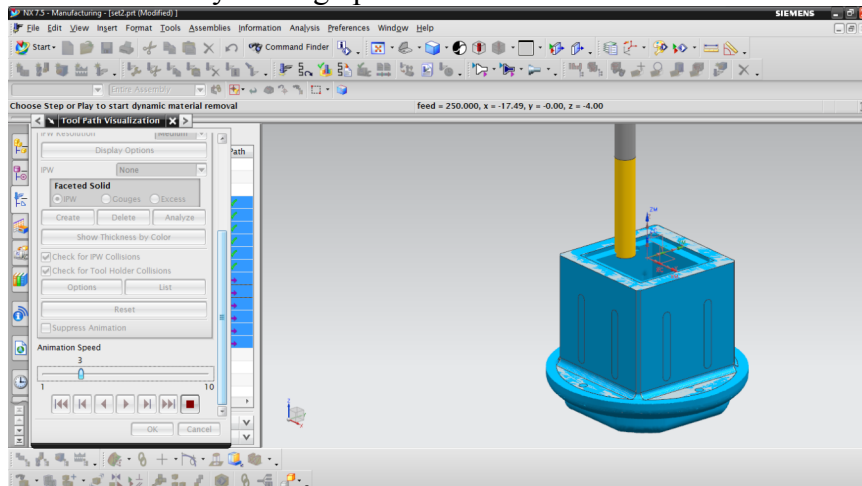 NX 7.5 - Manufacturing - [set2.prt (Modified) ]
SIEMENS
File Edit View Insert Format Tools Assemblies Information Analysis Preferences Window Help
Start
Command Finder
Entire Assembly
Choose Step or Play to start dynamic material removal
feed = 250.000, x = -17.49, y = -0.00, z = -4.00
Tool Path Visualization
IPW Resolution
Medium
Display Options
Path
IPW
None
Faceted Solid
IPW
Gouges
Excess
Create
Delete
Analyze
Show Thickness by Color
Check for IPW Collisions
Check for Tool Holder Collisions
Options
List
Reset
Suppress Animation
Animation Speed
3
1
10
OK
Cancel